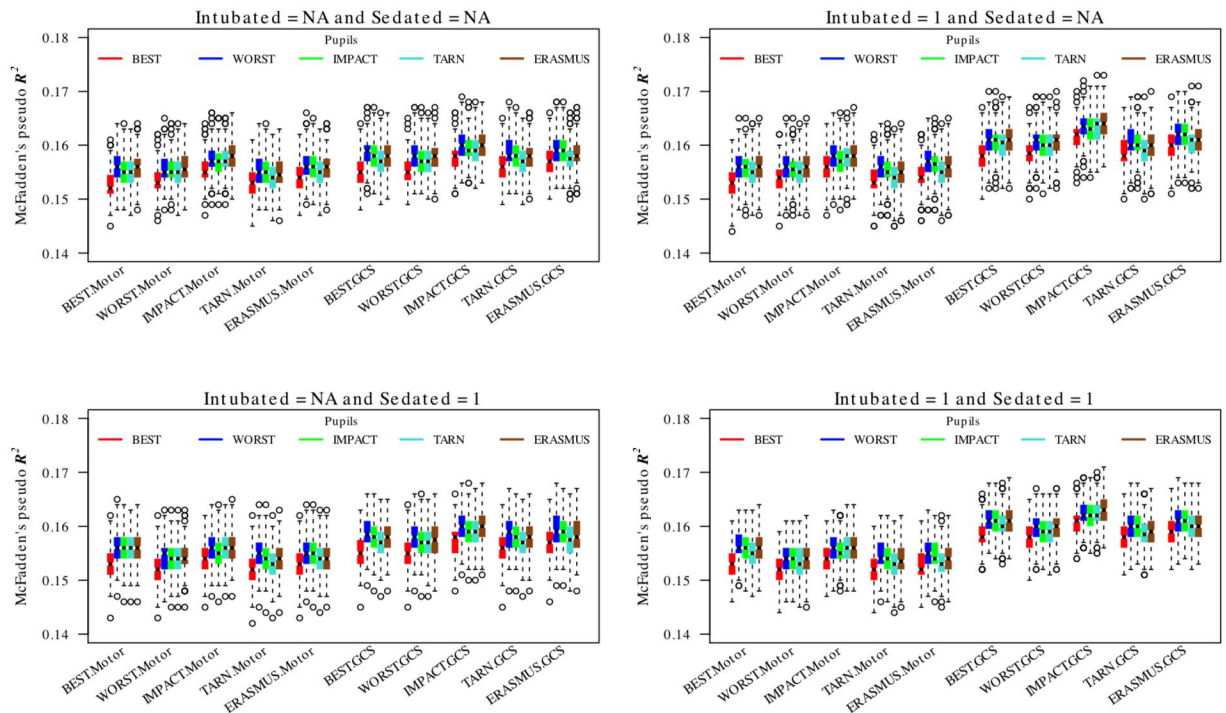 Intubated = NA and Sedated = NA
McFadden's pseudo R²
0.18
0.17
0.16
0.15
0.14
Pupils
BEST WORST IMPACT TARN ERASMUS
BEST.Motor
WORST.Motor
IMPACT.Motor
TARN.Motor
ERASMUS.Motor
BEST.GCS
WORST.GCS
IMPACT.GCS
TARN.GCS
ERASMUS.GCS
Intubated = 1 and Sedated = NA
McFadden's pseudo R²
0.18
0.17
0.16
0.15
0.14
Pupils
BEST WORST IMPACT TARN ERASMUS
BEST.Motor
WORST.Motor
IMPACT.Motor
TARN.Motor
ERASMUS.Motor
BEST.GCS
WORST.GCS
IMPACT.GCS
TARN.GCS
ERASMUS.GCS
Intubated = NA and Sedated = 1
McFadden's pseudo R²
0.18
0.17
0.16
0.15
0.14
Pupils
BEST WORST IMPACT TARN ERASMUS
BEST.Motor
WORST.Motor
IMPACT.Motor
TARN.Motor
ERASMUS.Motor
BEST.GCS
WORST.GCS
IMPACT.GCS
TARN.GCS
ERASMUS.GCS
Intubated = 1 and Sedated = 1
McFadden's pseudo R²
0.18
0.17
0.16
0.15
0.14
Pupils
BEST WORST IMPACT TARN ERASMUS
BEST.Motor
WORST.Motor
IMPACT.Motor
TARN.Motor
ERASMUS.Motor
BEST.GCS
WORST.GCS
IMPACT.GCS
TARN.GCS
ERASMUS.GCS